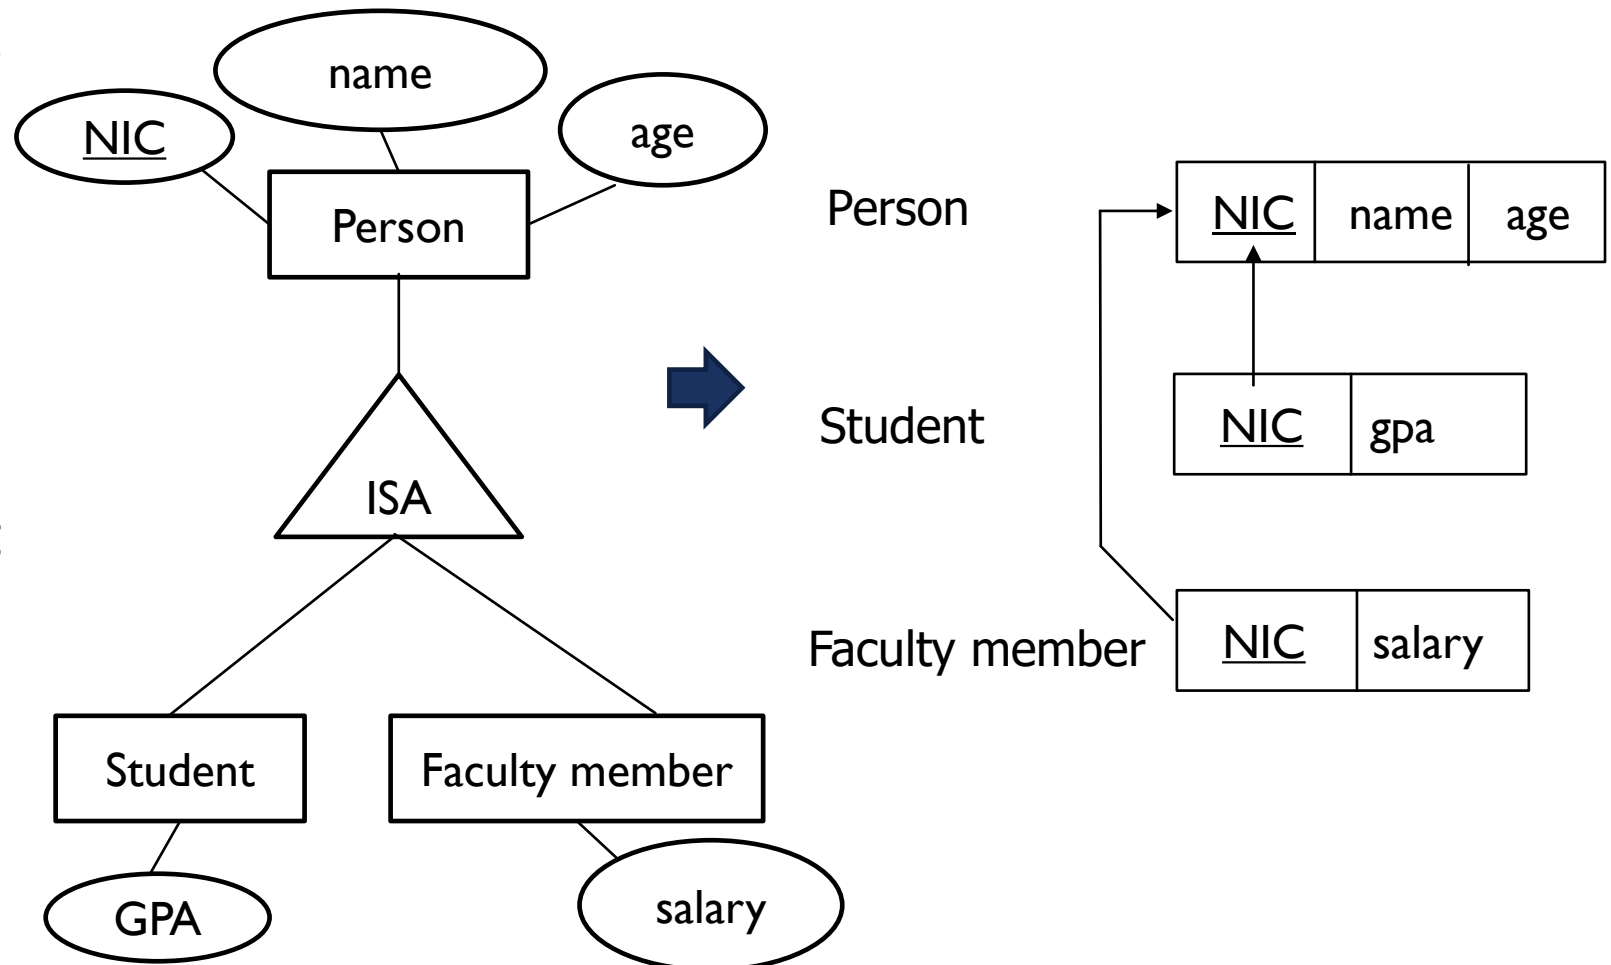 name
NIC
age
Person
ISA
Student
Faculty member
GPA
salary
Person
NIC name age
Student
NIC gpa
Faculty member
NIC salary